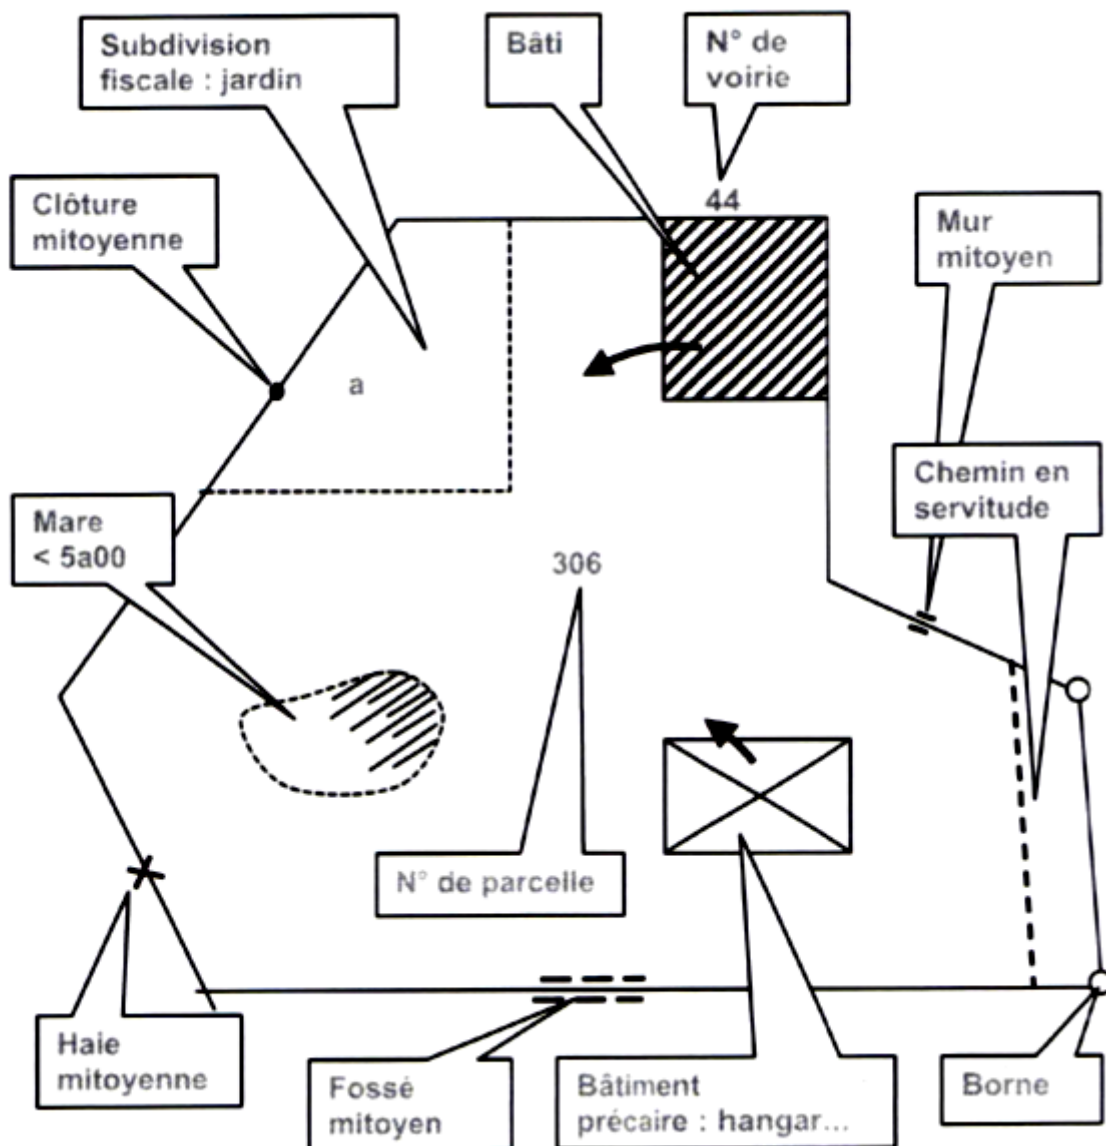 Subdivision
fiscale : jardin
Bâti
N° de
voirie
Clôture
mitoyenne
44
Mur
mitoyen
a
Chemin en
servitude
Mare
< 5a00
306
N° de parcelle
Haie
mitoyenne
Fossé
mitoyen
Bâtiment
précaire : hangar...
Borne